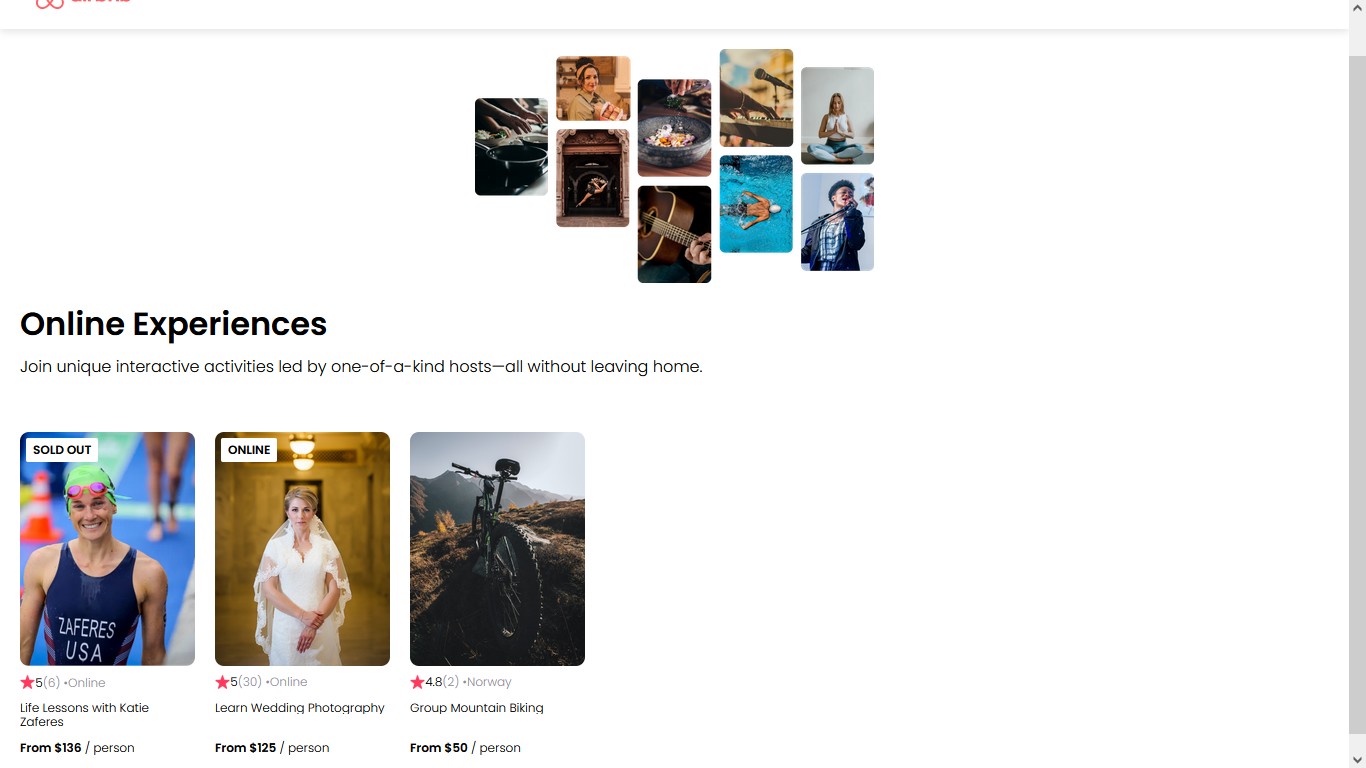 airbnb
Online Experiences
Join unique interactive activities led by one-of-a-kind hosts—all without leaving home.
SOLD OUT
ZAFERES
USA
5(6) •Online
Life Lessons with Katie
Zaferes
From $136 / person
ONLINE
5(30) •Online
Learn Wedding Photography
From $125 / person
4.8(2) •Norway
Group Mountain Biking
From $50 / person